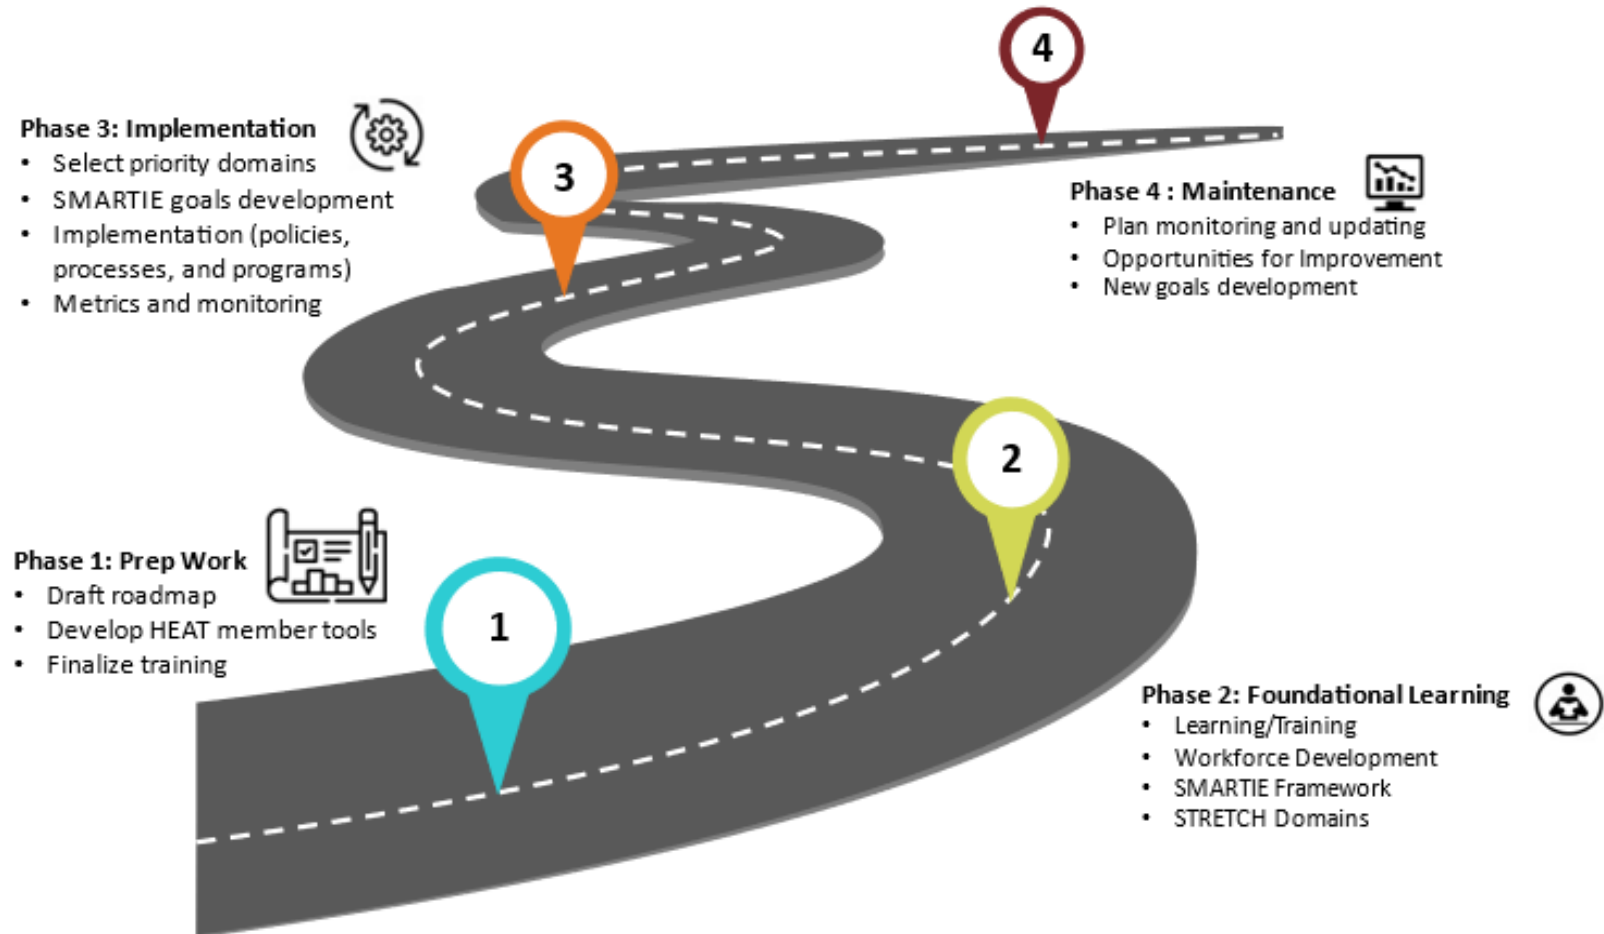 4
Phase 3: Implementation
• Select priority domains
• SMARTIE goals development
• Implementation (policies,
processes, and programs)
• Metrics and monitoring
3
Phase 4 : Maintenance
• Plan monitoring and updating
• Opportunities for Improvement
• New goals development
2
Phase 1: Prep Work
• Draft roadmap
• Develop HEAT member tools
• Finalize training
1
Phase 2: Foundational Learning
• Learning/Training
• Workforce Development
• SMARTIE Framework
• STRETCH Domains